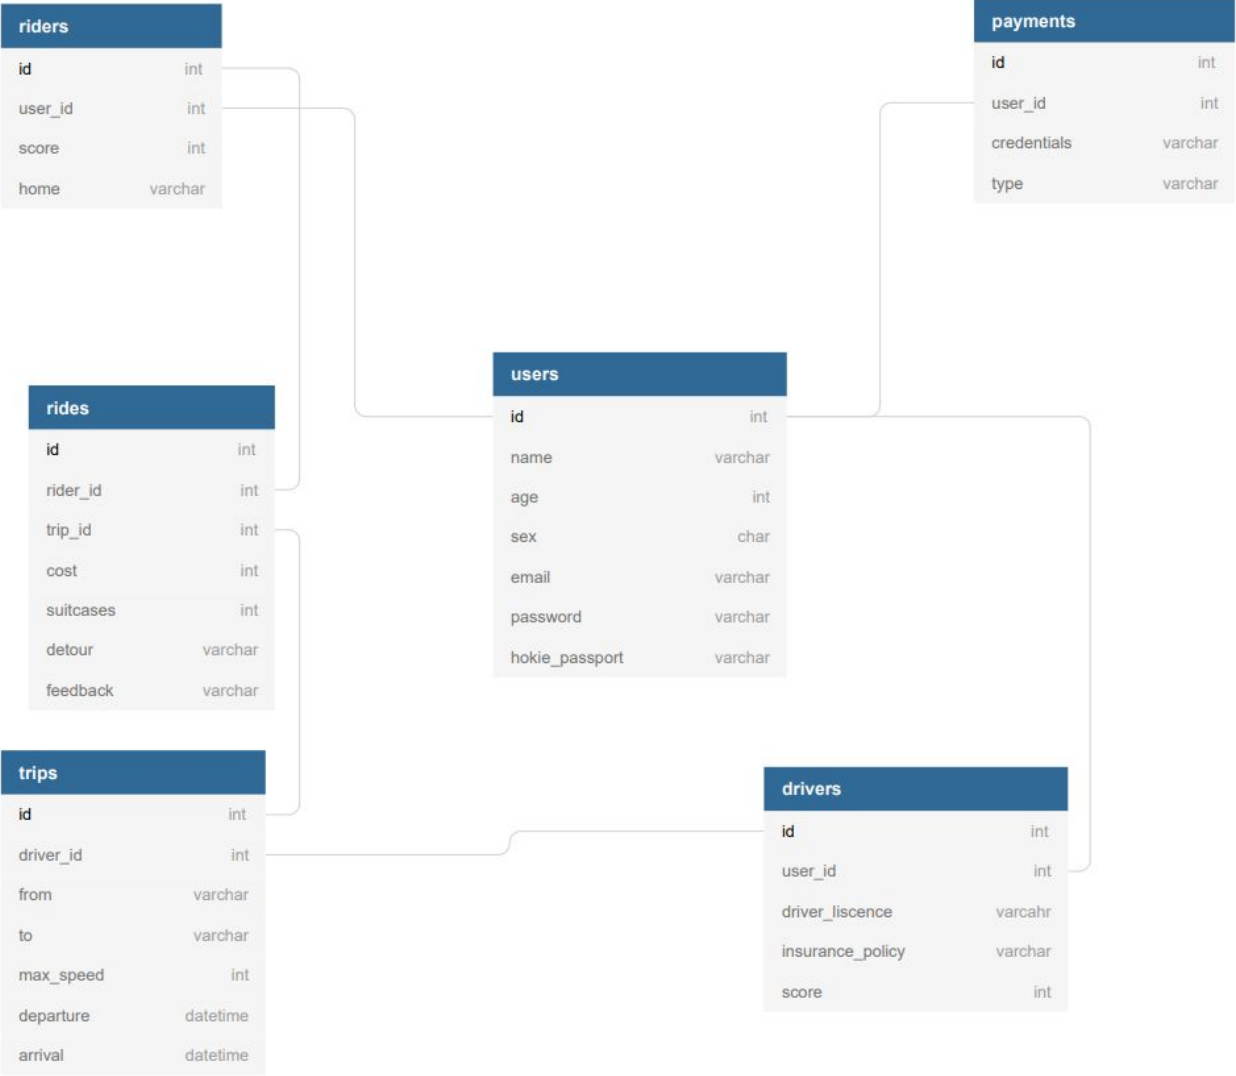 riders
id int
user_id int
score int
home varchar
payments
id int
user_id int
credentials varchar
type varchar
users
id int
name varchar
age int
sex char
email varchar
password varchar
hokie_passport varchar
rides
id int
rider_id int
trip_id int
cost int
suitcases int
detour varchar
feedback varchar
trips
id int
driver_id int
from varchar
to varchar
max_speed int
departure datetime
arrival datetime
drivers
id int
user_id int
driver_liscence varcahr
insurance_policy varchar
score int